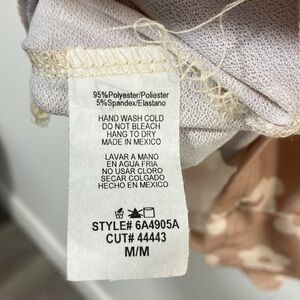 95%Polyester/Poliester
5%Spandex/Elastano
HAND WASH COLD
DO NOT BLEACH
HANG TO DRY
MADE IN MEXICO
LAVAR A MANO
EN AGUA FRIA
NO USAR CLORO
SECAR COLGADO
HECHO EN MEXICO
STYLE# 6A4905A
CUT# 44443
M/M